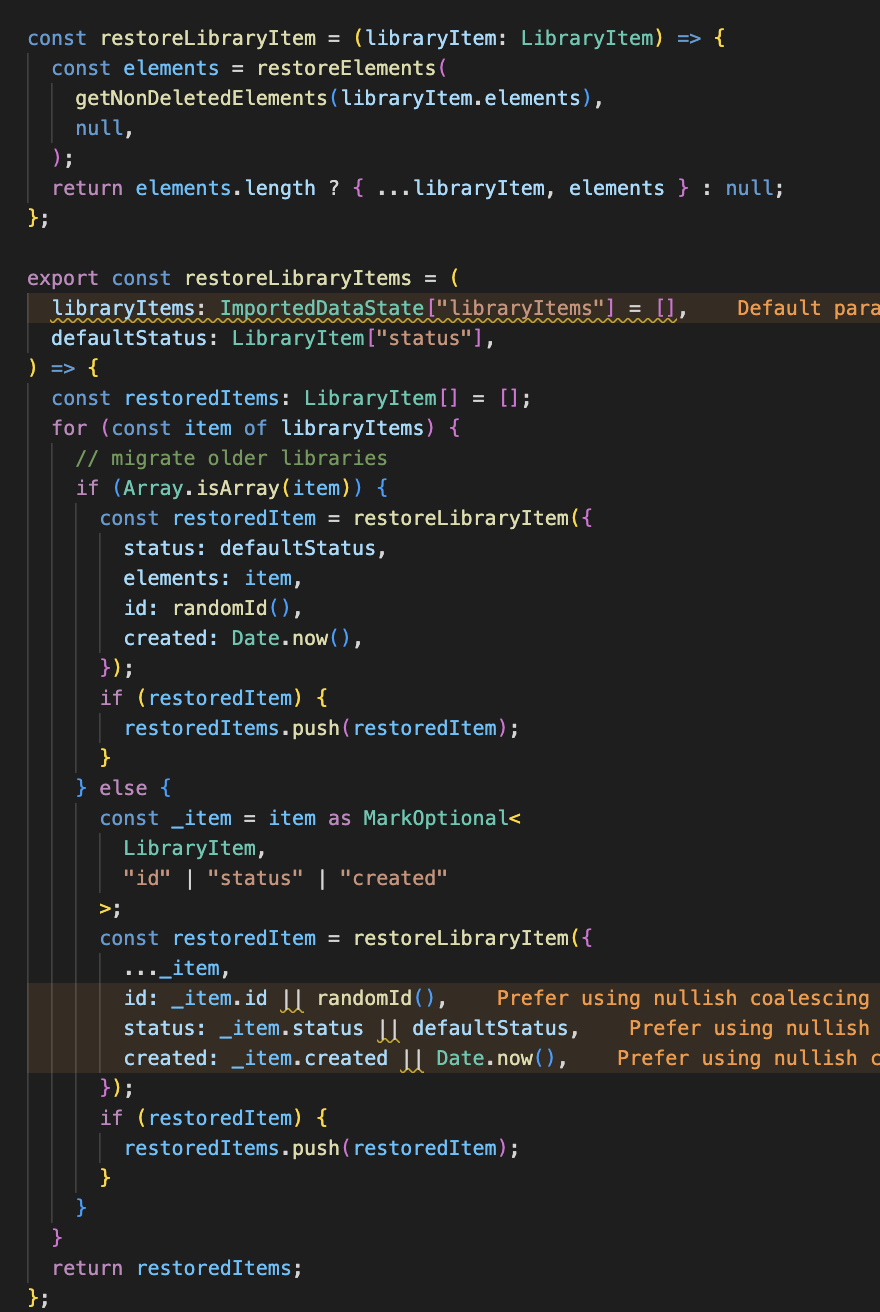 const restoreLibraryItem = (libraryItem: LibraryItem) => {
  const elements = restoreElements(
    getNonDeletedElements(libraryItem.elements),
    null,
  );
  return elements.length ? { ...libraryItem, elements } : null;
};

export const restoreLibraryItems = (
  libraryItems: ImportedDataState["libraryItems"] = [],    Default para
  defaultStatus: LibraryItem["status"],
) => {
  const restoredItems: LibraryItem[] = [];
  for (const item of libraryItems) {
    // migrate older libraries
    if (Array.isArray(item)) {
      const restoredItem = restoreLibraryItem({
        status: defaultStatus,
        elements: item,
        id: randomId(),
        created: Date.now(),
      });
      if (restoredItem) {
        restoredItems.push(restoredItem);
      }
    } else {
      const _item = item as MarkOptional<
        LibraryItem,
        "id" | "status" | "created"
      >;
      const restoredItem = restoreLibraryItem({
        ..._item,
        id: _item.id || randomId(),    Prefer using nullish coalescing
        status: _item.status || defaultStatus,    Prefer using nullish
        created: _item.created || Date.now(),    Prefer using nullish c
      });
      if (restoredItem) {
        restoredItems.push(restoredItem);
      }
    }
  }
  return restoredItems;
};